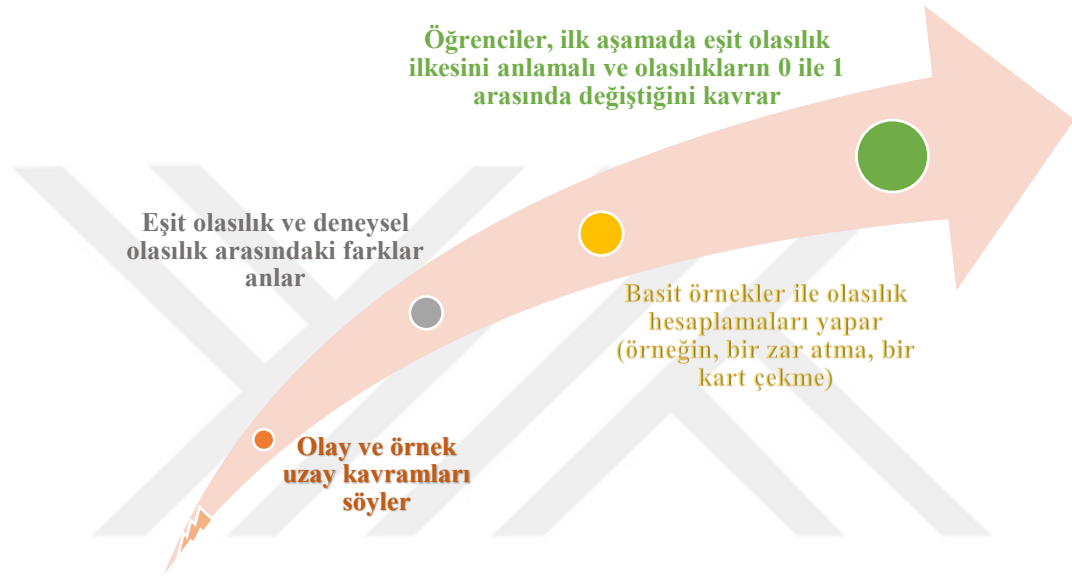 Öğrenciler, ilk aşamada eşit olasılık
ilkesini anlamalı ve olasılıkların 0 ile 1
arasında değiştiğini kavrar
Eşit olasılık ve deneysel
olasılık arasındaki farklar
anlar
Basit örnekler ile olasılık
hesaplamaları yapar
(örneğin, bir zar atma, bir
kart çekme)
Olay ve örnek
uzay kavramları
söyler